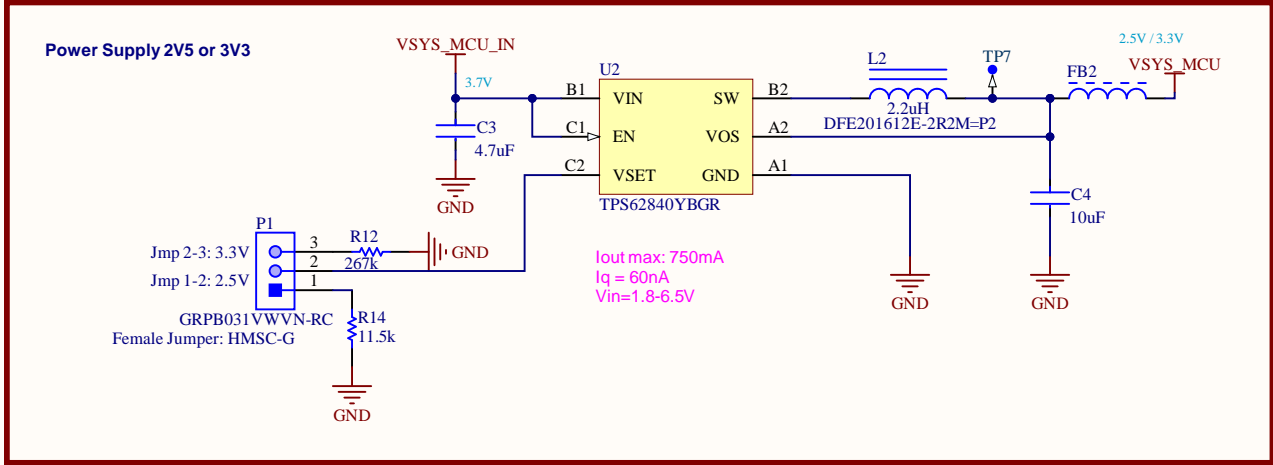 Power Supply 2V5 or 3V3
VSYS_MCU_IN
3.7V
C3
4.7uF
GND
U2
B1 VIN SW B2
C1 EN VOS A2
C2 VSET GND A1
TPS62840YBGR
L2
2.2uH
DFE201612E-2R2M=P2
TP7
FB2
2.5V / 3.3V
VSYS_MCU
C4
10uF
GND
GND
Iout max: 750mA
Iq = 60nA
Vin=1.8-6.5V
P1
Jmp 2-3: 3.3V
Jmp 1-2: 2.5V
3
2
1
R12
267k
GND
GRPB031VWVN-RC
Female Jumper: HMSC-G
R14
11.5k
GND